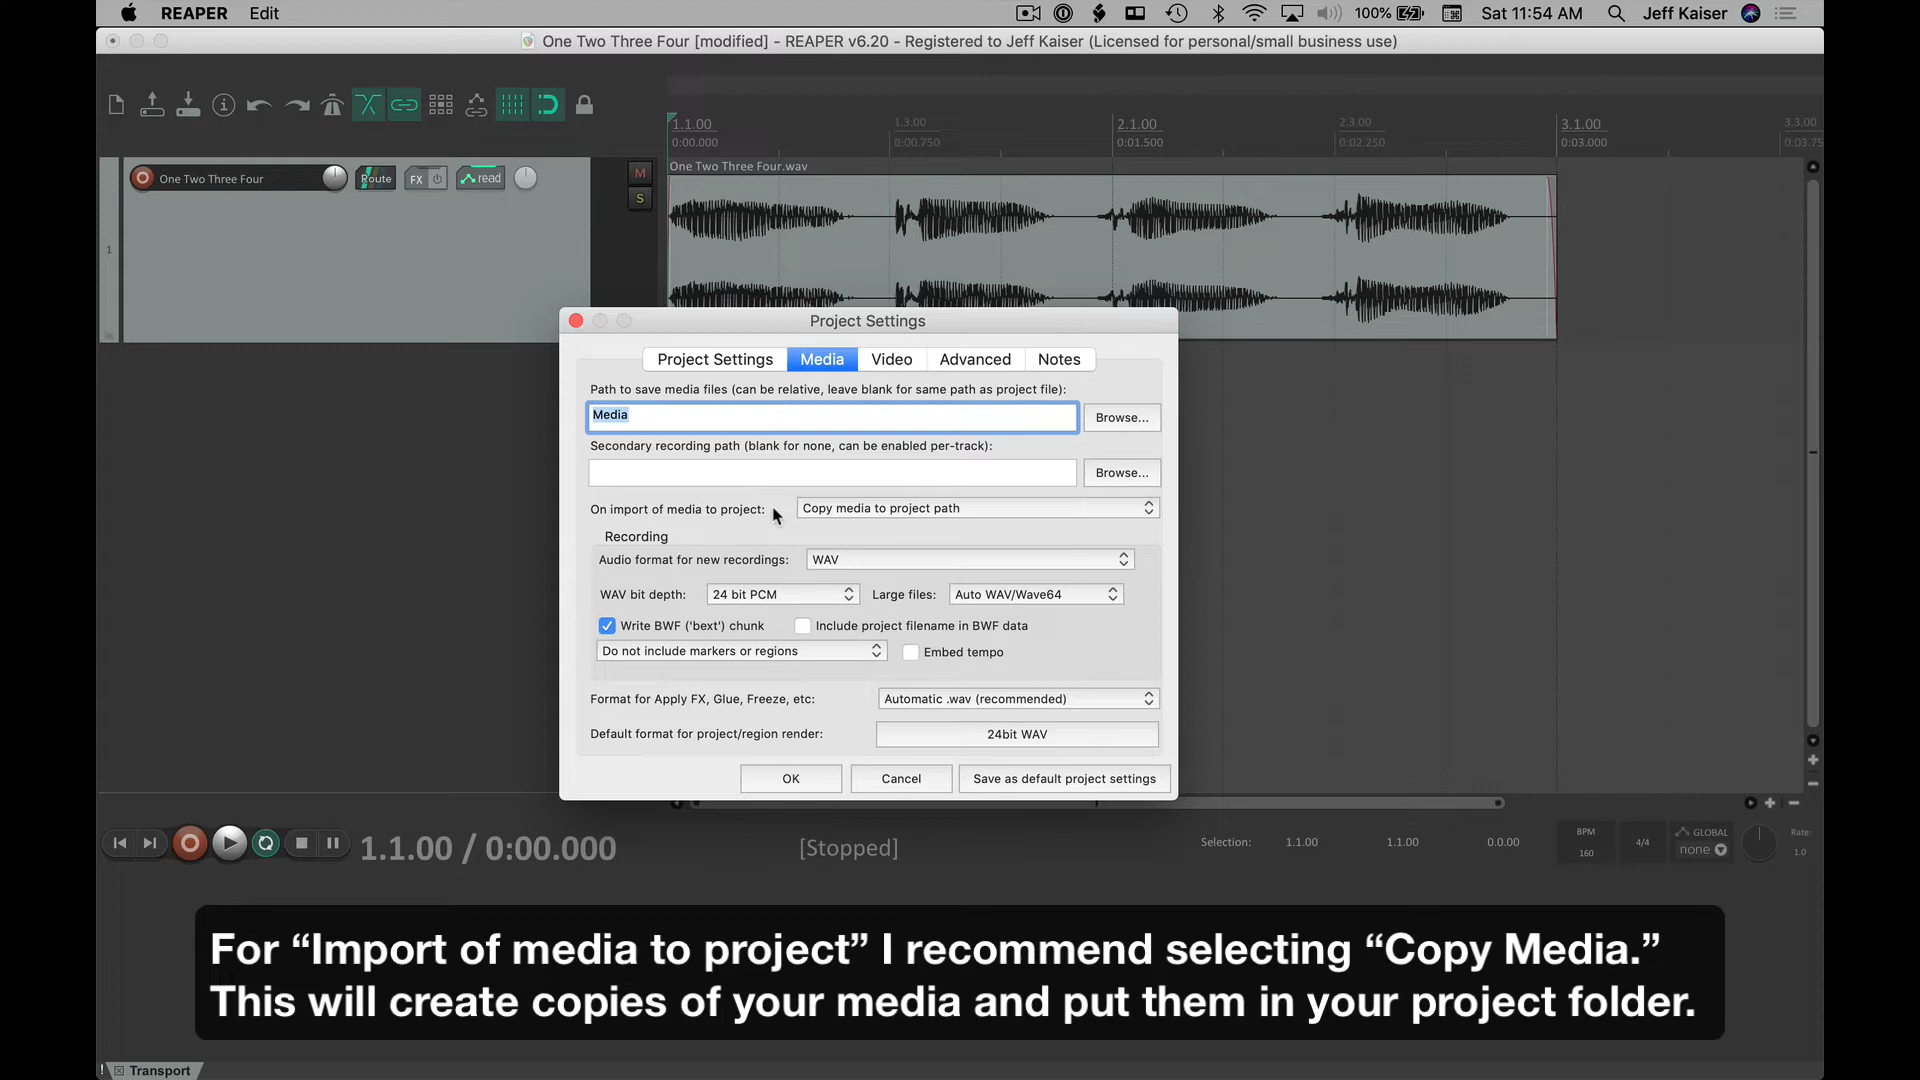 REAPER Edit 100% Sat 11:54 AM Jeff Kaiser
One Two Three Four [modified] - REAPER v6.20 - Registered to Jeff Kaiser (Licensed for personal/small business use)
1.1.00 1.3.00 2.1.00 2.3.00 3.1.00 3.3.00
0:00.000 0:00.750 0:01.500 0:02.250 0:03.000 0:03.75
One Two Three Four.wav
One Two Three Four Route FX read M
S
1
Project Settings
Project Settings Media Video Advanced Notes
Path to save media files (can be relative, leave blank for same path as project file):
Media Browse...
Secondary recording path (blank for none, can be enabled per-track):
Browse...
On import of media to project: Copy media to project path
Recording
Audio format for new recordings: WAV
WAV bit depth: 24 bit PCM Large files: Auto WAV/Wave64
Write BWF ('bext') chunk Include project filename in BWF data
Do not include markers or regions Embed tempo
Format for Apply FX, Glue, Freeze, etc: Automatic .wav (recommended)
Default format for project/region render: 24bit WAV
OK Cancel Save as default project settings
1.1.00 / 0:00.000 [Stopped] Selection: 1.1.00 1.1.00 0.0.00 BPM 160 4/4 GLOBAL none Rate: 1.0
For “Import of media to project” I recommend selecting “Copy Media.”
This will create copies of your media and put them in your project folder.
! Transport